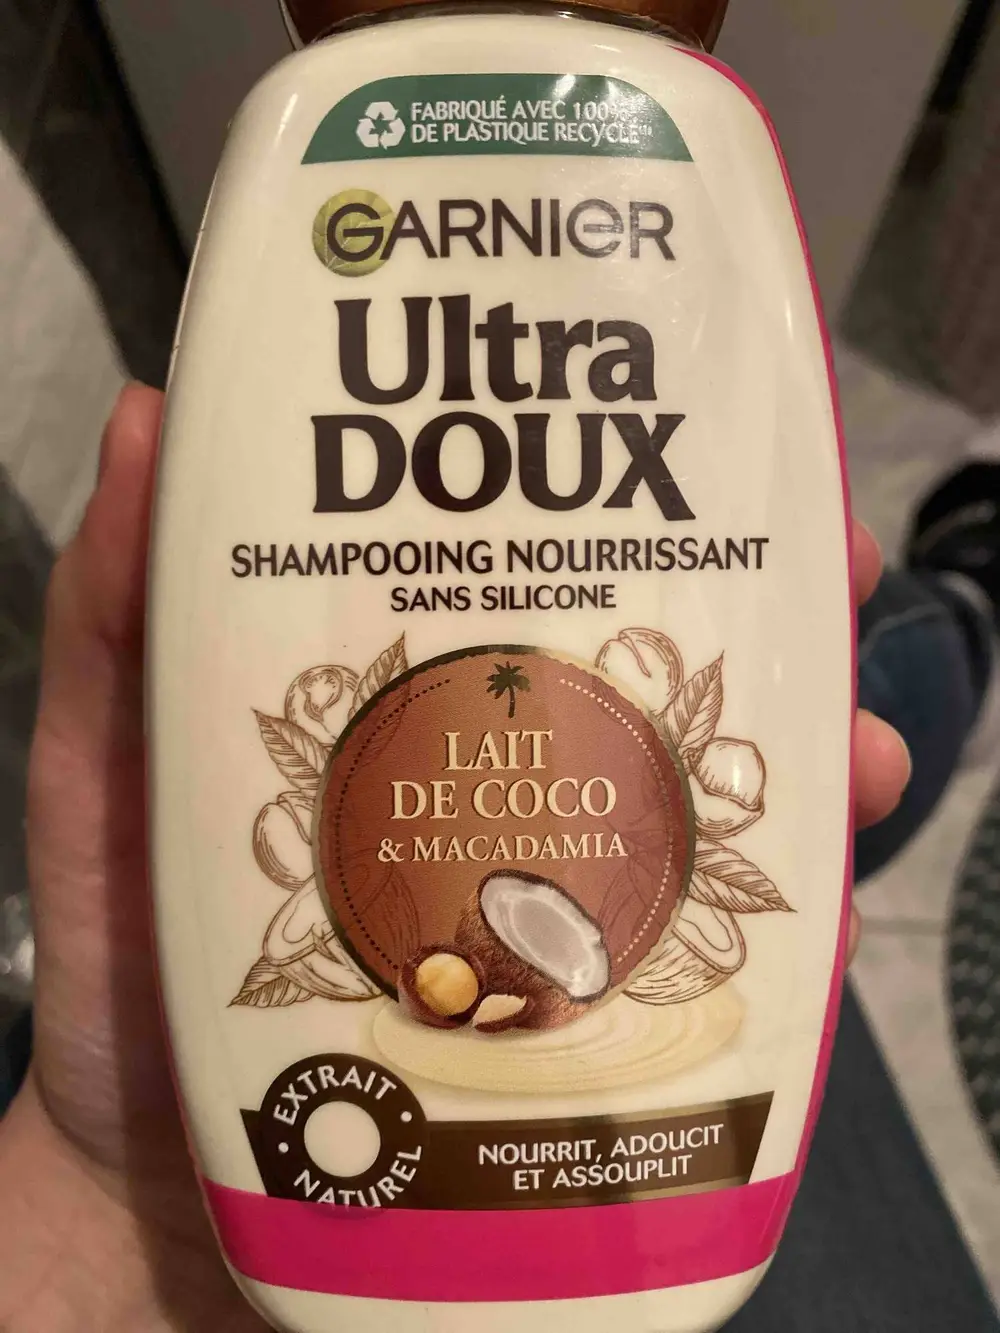 FABRIQUÉ AVEC 100%
DE PLASTIQUE RECYCLÉ
GARNIER
Ultra
DOUX
SHAMPOOING NOURRISSANT
SANS SILICONE
LAIT
DE COCO
& MACADAMIA
EXTRAIT
NATUREL
NOURRIT, ADOUCIT
ET ASSOUPLIT